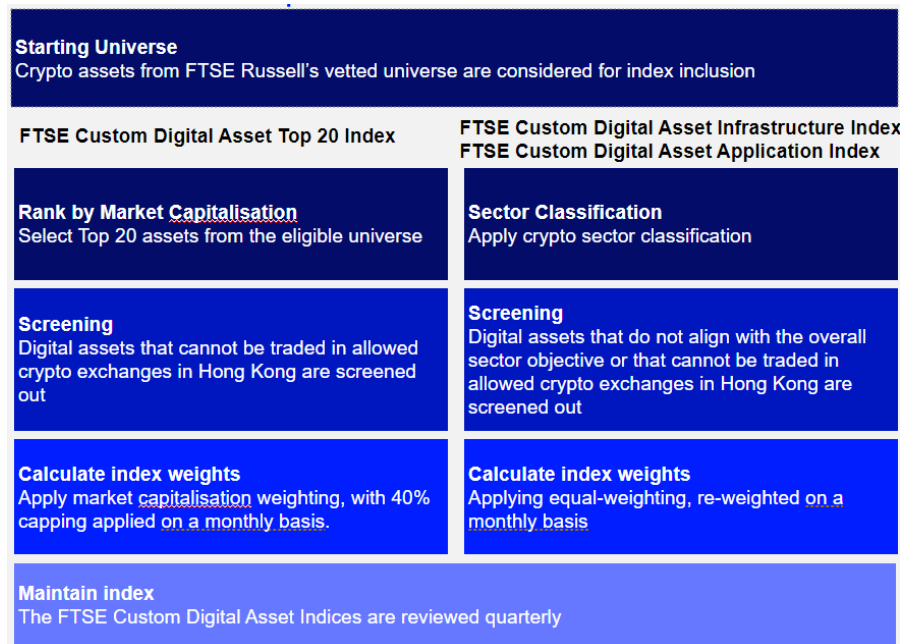 Starting Universe
Crypto assets from FTSE Russell's vetted universe are considered for index inclusion
FTSE Custom Digital Asset Top 20 Index
Rank by Market Capitalisation
Select Top 20 assets from the eligible universe
Screening
Digital assets that cannot be traded in allowed
crypto exchanges in Hong Kong are screened
out
Calculate index weights
Apply market capitalisation weighting, with 40%
capping applied on a monthly basis.
FTSE Custom Digital Asset Infrastructure Index
FTSE Custom Digital Asset Application Index
Sector Classification
Apply crypto sector classification
Screening
Digital assets that do not align with the overall
sector objective or that cannot be traded in
allowed crypto exchanges in Hong Kong are
screened out
Calculate index weights
Applying equal-weighting, re-weighted on a
monthly basis
Maintain index
The FTSE Custom Digital Asset Indices are reviewed quarterly